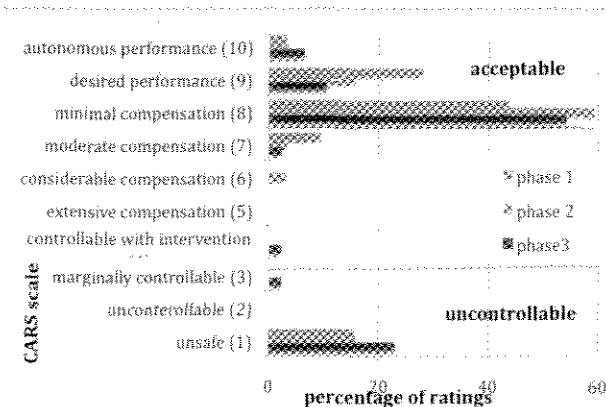 autonomous performance (10)
desired performance (9)
acceptable
minimal compensation (8)
moderate compensation (7)
considerable compensation (6)
phase 1
extensive compensation (5)
phase 2
controllable with intervention
phase3
marginally controllable (3)
unconterollable (2)
uncontrollable
unsafe (1)
CARS scale
0
20
40
60
percentage of ratings